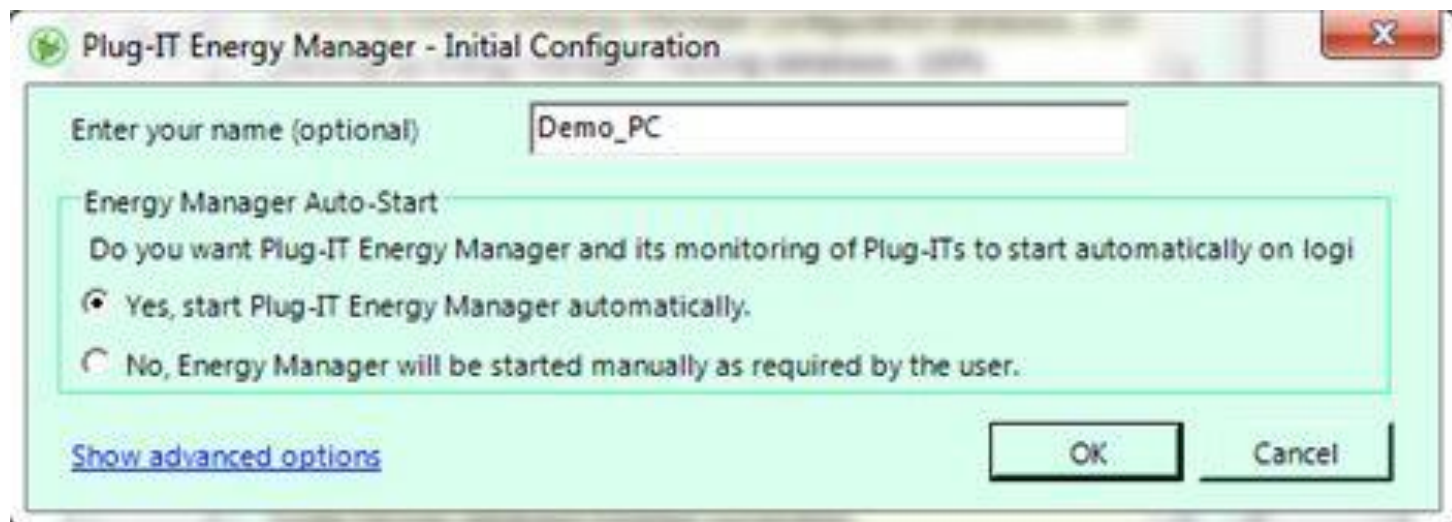 Plug-IT Energy Manager - Initial Configuration
Enter your name (optional)
Demo_PC
Energy Manager Auto-Start
Do you want Plug-IT Energy Manager and its monitoring of Plug-ITs to start automatically on logi
Yes, start Plug-IT Energy Manager automatically.
No, Energy Manager will be started manually as required by the user.
Show advanced options
OK
Cancel